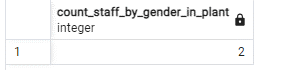 count_staff_by_gender_in_plant
integer
1 2